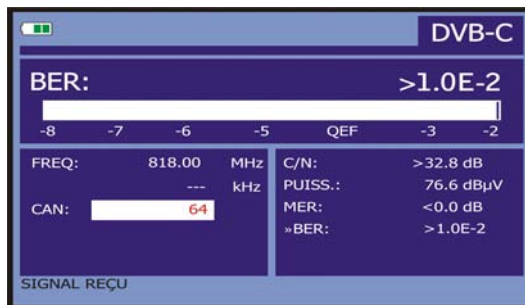 DVB-C
BER: >1.0E-2
-8 -7 -6 -5 QEF -3 -2
FREQ: 818.00 MHz
--- kHz
CAN: 64
C/N: >32.8 dB
PUISS.: 76.6 dBµV
MER: <0.0 dB
»BER: >1.0E-2
SIGNAL REÇU